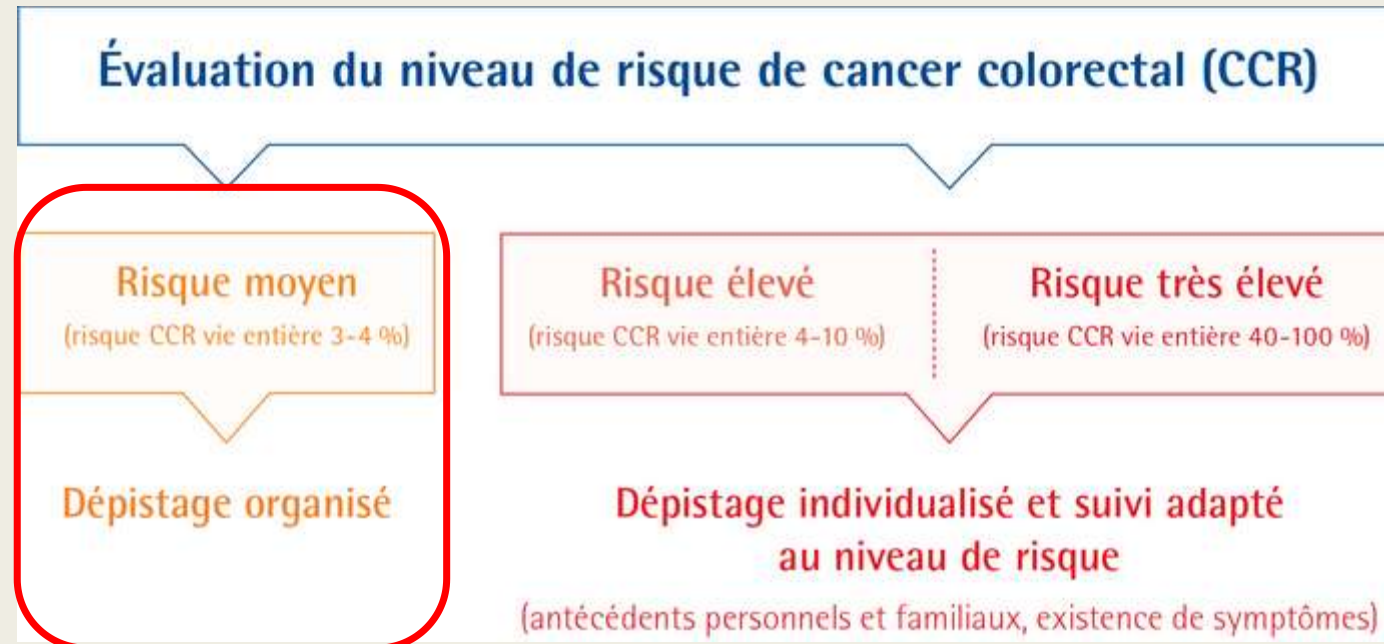 Évaluation du niveau de risque de cancer colorectal (CCR)
Risque moyen
(risque CCR vie entière 3-4 %)
Dépistage organisé
Risque élevé
(risque CCR vie entière 4-10 %)
Risque très élevé
(risque CCR vie entière 40-100 %)
Dépistage individualisé et suivi adapté
au niveau de risque
(antécédents personnels et familiaux, existence de symptômes)